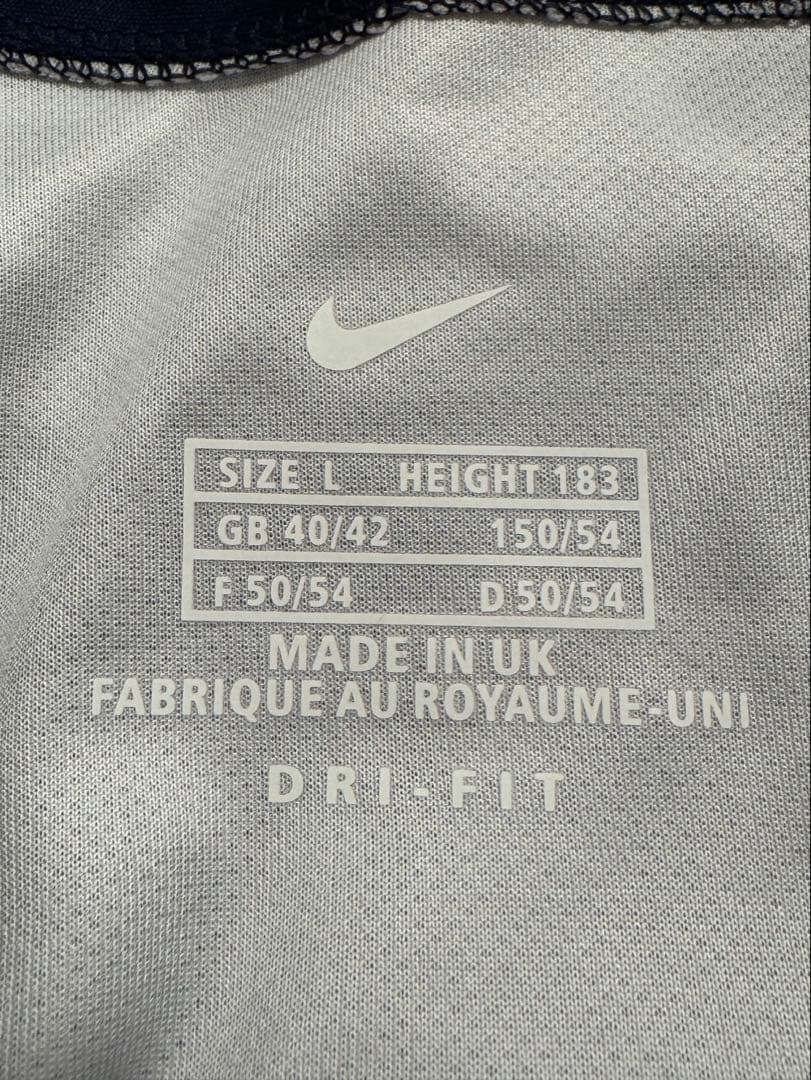 SIZE L HEIGHT 183
GB 40/42 150/54
F 50/54 D 50/54
MADE IN UK
FABRIQUE AU ROYAUME-UNI
DRI-FIT